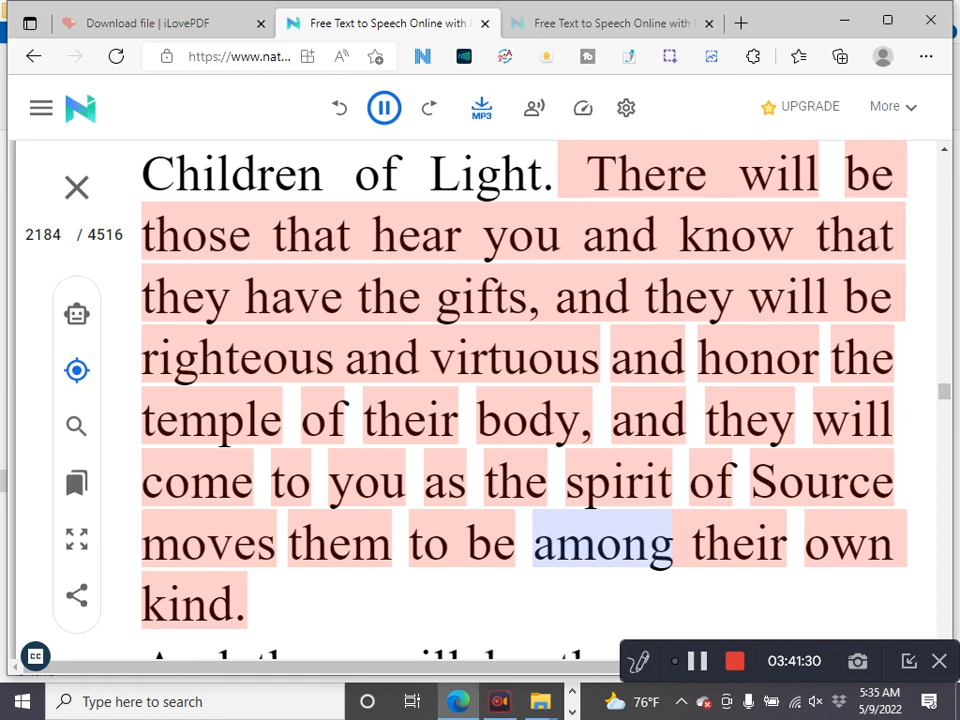 Download file | iLovePDF
Free Text to Speech Online with
Free Text to Speech Online with
https://www.nat...
UPGRADE
More
MP3
Children of Light. There will be
those that hear you and know that
they have the gifts, and they will be
righteous and virtuous and honor the
temple of their body, and they will
come to you as the spirit of Source
moves them to be among their own
kind.
2184 / 4516
CC
03:41:30
Type here to search
76°F
5:35 AM
5/9/2022